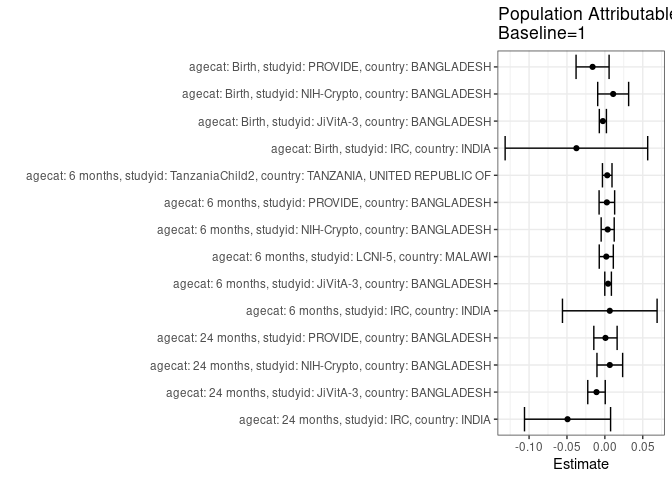 Population Attributable
Baseline=1
agecat: Birth, studyid: PROVIDE, country: BANGLADESH
agecat: Birth, studyid: NIH-Crypto, country: BANGLADESH
agecat: Birth, studyid: JiVitA-3, country: BANGLADESH
agecat: Birth, studyid: IRC, country: INDIA
agecat: 6 months, studyid: TanzaniaChild2, country: TANZANIA, UNITED REPUBLIC OF
agecat: 6 months, studyid: PROVIDE, country: BANGLADESH
agecat: 6 months, studyid: NIH-Crypto, country: BANGLADESH
agecat: 6 months, studyid: LCNI-5, country: MALAWI
agecat: 6 months, studyid: JiVitA-3, country: BANGLADESH
agecat: 6 months, studyid: IRC, country: INDIA
agecat: 24 months, studyid: PROVIDE, country: BANGLADESH
agecat: 24 months, studyid: NIH-Crypto, country: BANGLADESH
agecat: 24 months, studyid: JiVitA-3, country: BANGLADESH
agecat: 24 months, studyid: IRC, country: INDIA
-0.10 -0.05 0.00 0.05
Estimate